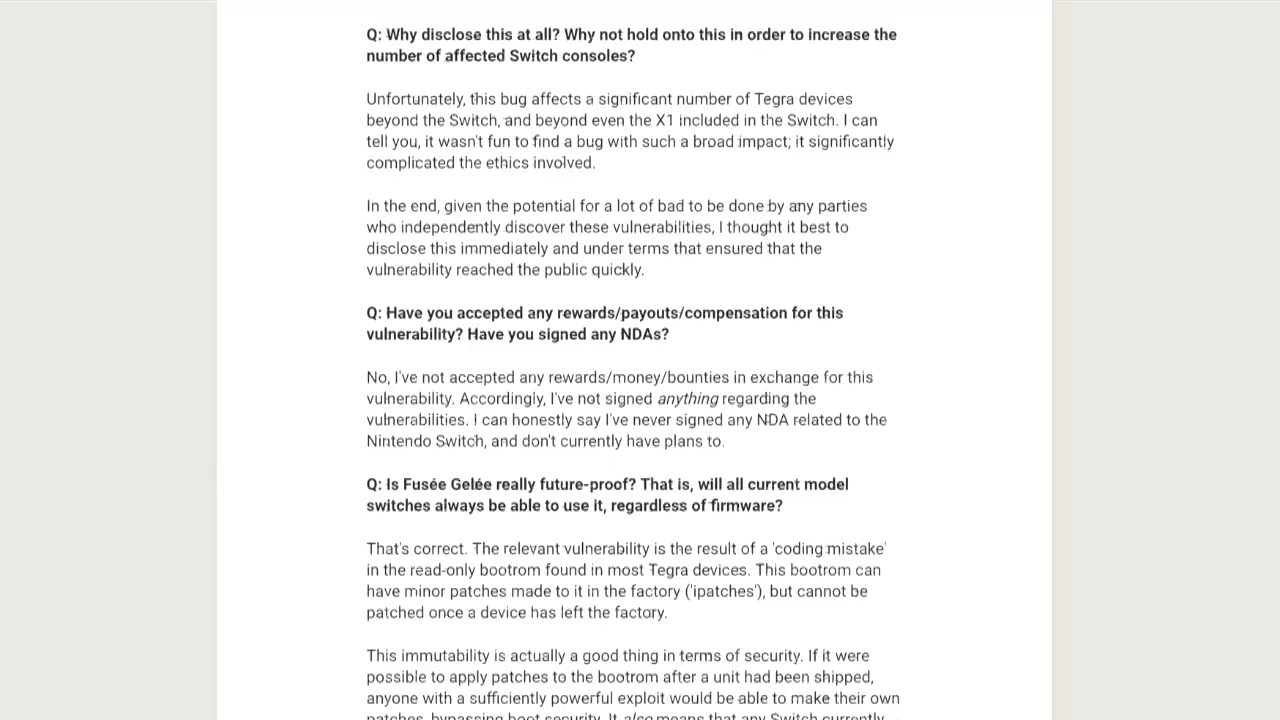 Q: Why disclose this at all? Why not hold onto this in order to increase the
number of affected Switch consoles?
Unfortunately, this bug affects a significant number of Tegra devices
beyond the Switch, and beyond even the X1 included in the Switch. I can
tell you, it wasn't fun to find a bug with such a broad impact; it significantly
complicated the ethics involved.
In the end, given the potential for a lot of bad to be done by any parties
who independently discover these vulnerabilities, I thought it best to
disclose this immediately and under terms that ensured that the
vulnerability reached the public quickly.
Q: Have you accepted any rewards/payouts/compensation for this
vulnerability? Have you signed any NDAs?
No, I've not accepted any rewards/money/bounties in exchange for this
vulnerability. Accordingly, I've not signed anything regarding the
vulnerabilities. I can honestly say I've never signed any NDA related to the
Nintendo Switch, and don't currently have plans to.
Q: Is Fusée Gelée really future-proof? That is, will all current model
switches always be able to use it, regardless of firmware?
That's correct. The relevant vulnerability is the result of a 'coding mistake'
in the read-only bootrom found in most Tegra devices. This bootrom can
have minor patches made to it in the factory ('ipatches'), but cannot be
patched once a device has left the factory.
This immutability is actually a good thing in terms of security. If it were
possible to apply patches to the bootrom after a unit had been shipped,
anyone with a sufficiently powerful exploit would be able to make their own
patches, bypassing boot security. It also means that any Switch currently